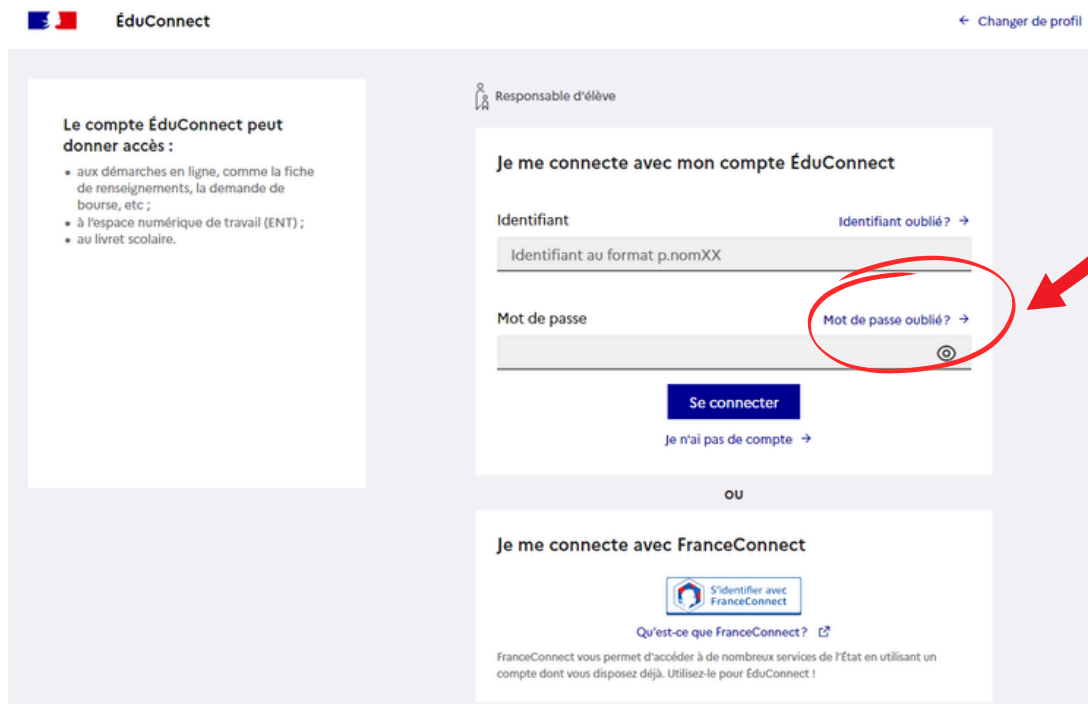 ÉduConnect
← Changer de profil
Le compte ÉduConnect peut
donner accès :
• aux démarches en ligne, comme la fiche
de renseignements, la demande de
bourse, etc ;
• à l'espace numérique de travail (ENT) ;
• au livret scolaire.
Responsable d'élève
Je me connecte avec mon compte ÉduConnect
Identifiant
Identifiant oublié? →
Identifiant au format p.nomXX
Mot de passe
Mot de passe oublié? →
Se connecter
Je n'ai pas de compte →
ou
Je me connecte avec FranceConnect
S'identifier avec
FranceConnect
Qu'est-ce que FranceConnect?
FranceConnect vous permet d'accéder à de nombreux services de l'État en utilisant un
compte dont vous disposez déjà. Utilisez-le pour ÉduConnect !